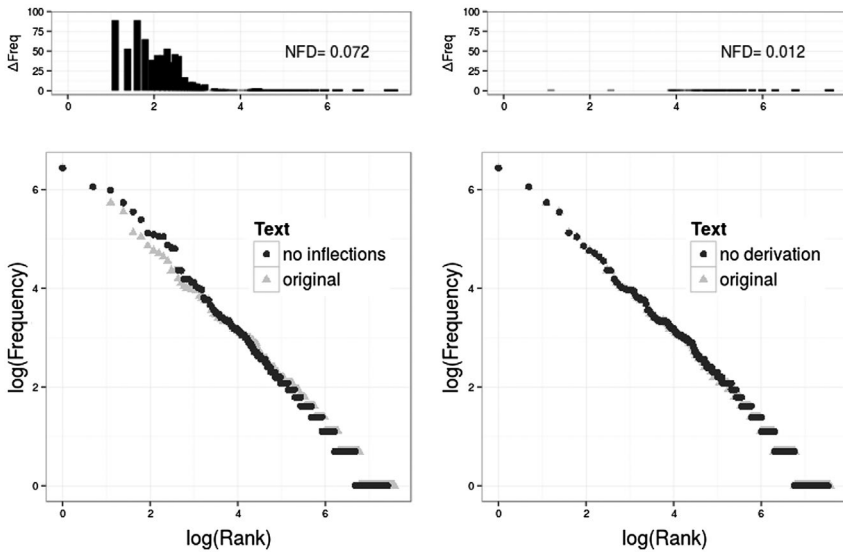 100
75
50
25
0
ΔFreq
NFD= 0.072
0 2 4 6
6
4
2
0
log(Frequency)
Text
no inflections
original
0 2 4 6
log(Rank)
100
75
50
25
0
ΔFreq
NFD= 0.012
0 2 4 6
6
4
2
0
log(Frequency)
Text
no derivation
original
0 2 4 6
log(Rank)